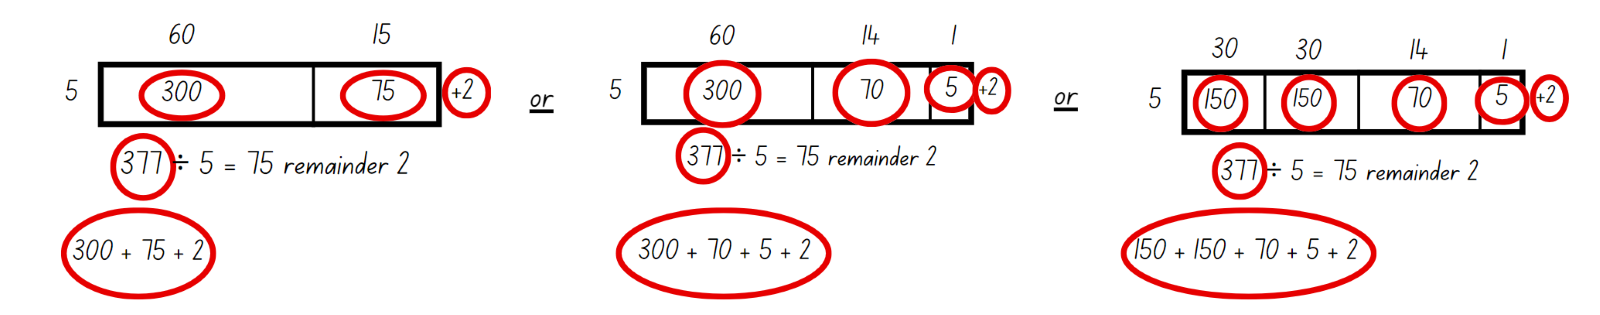 60 15
5 300 75 +2
377 ÷ 5 = 75 remainder 2
300 + 75 + 2
or
60 14 1
5 300 70 5 +2
377 ÷ 5 = 75 remainder 2
300 + 70 + 5 + 2
or
30 30 14 1
5 150 150 70 5 +2
377 ÷ 5 = 75 remainder 2
150 + 150 + 70 + 5 + 2